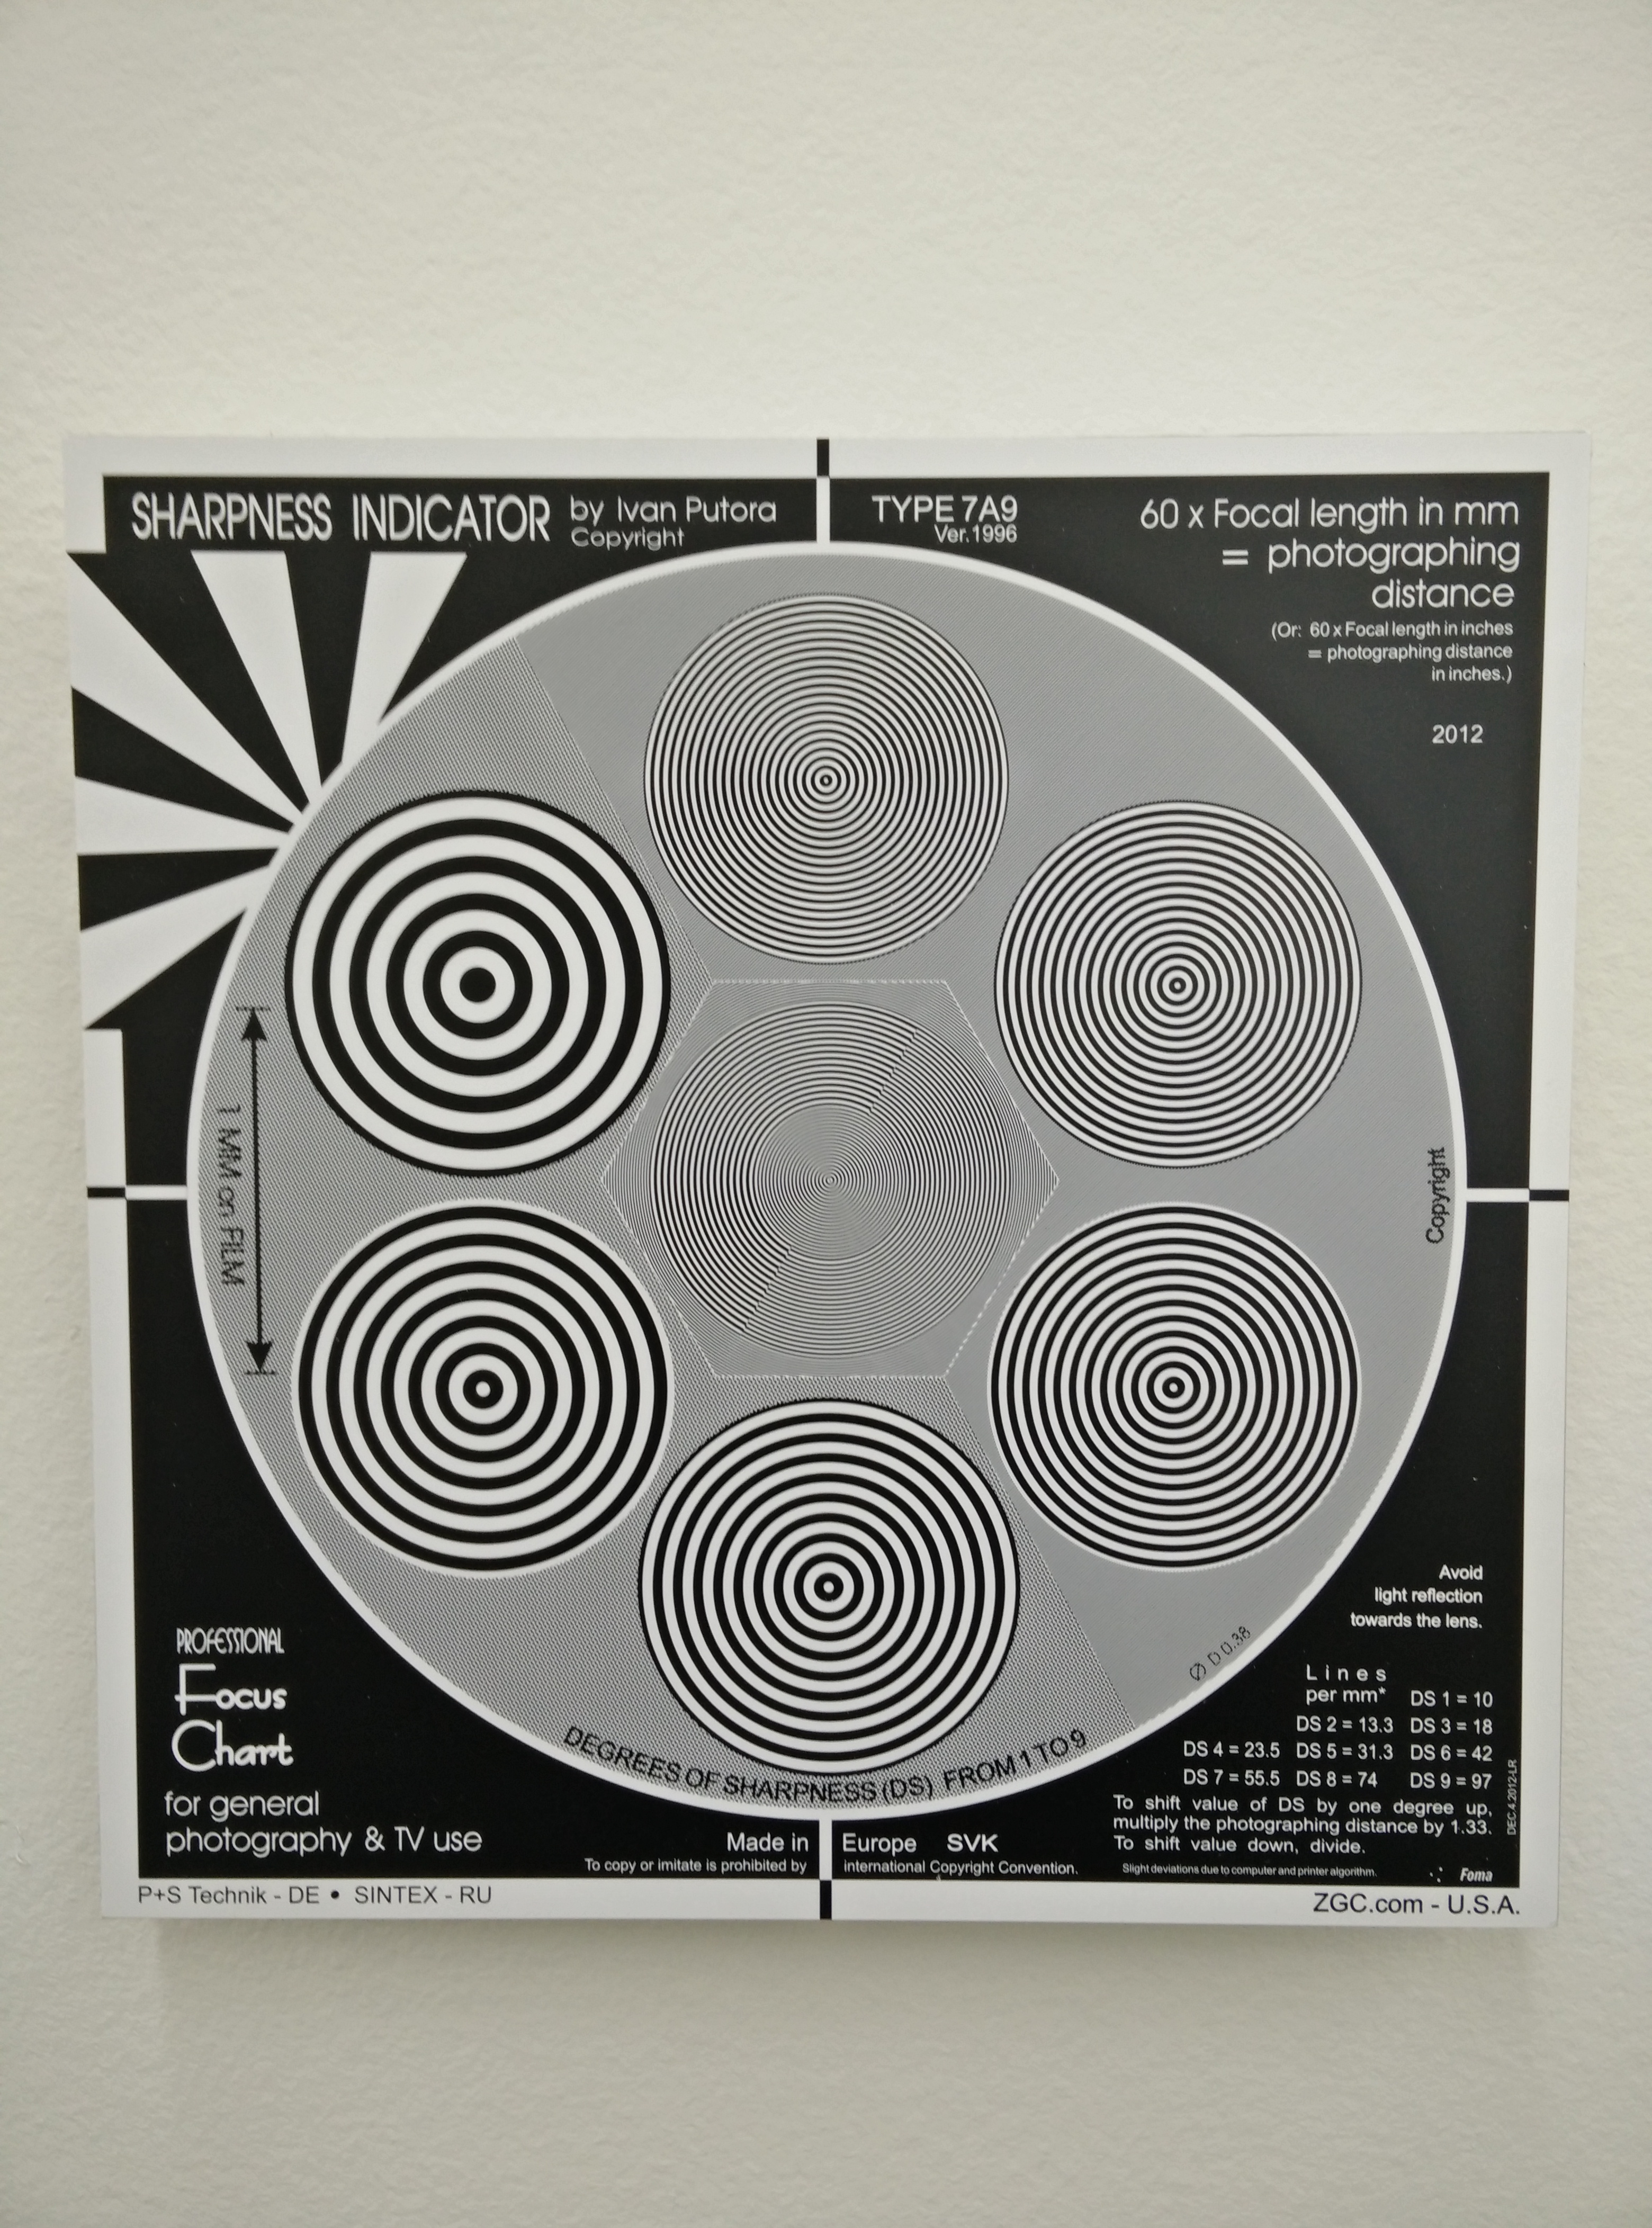 SHARPNESS INDICATOR by Ivan Putora
Copyright
TYPE 7A9
Ver.1996
60 x Focal length in mm
= photographing
distance
(Or: 60 x Focal length in inches
= photographing distance
in inches.)
2012
1 MM on FILM
Copyright
Ø D 0.38
DEGREES OF SHARPNESS (DS) FROM 1 TO 9
PROFESSIONAL
Focus
Chart
for general
photography & TV use
Avoid
light reflection
towards the lens.
Lines
per mm* DS 1 = 10
DS 2 = 13.3 DS 3 = 18
DS 4 = 23.5 DS 5 = 31.3 DS 6 = 42
DS 7 = 55.5 DS 8 = 74 DS 9 = 97
To shift value of DS by one degree up,
multiply the photographing distance by 1.33.
To shift value down, divide.
Slight deviations due to computer and printer algorithm.
Foma
DEC.4.2012-LR
Made in Europe SVK
To copy or imitate is prohibited by international Copyright Convention.
P+S Technik - DE • SINTEX - RU
ZGC.com - U.S.A.